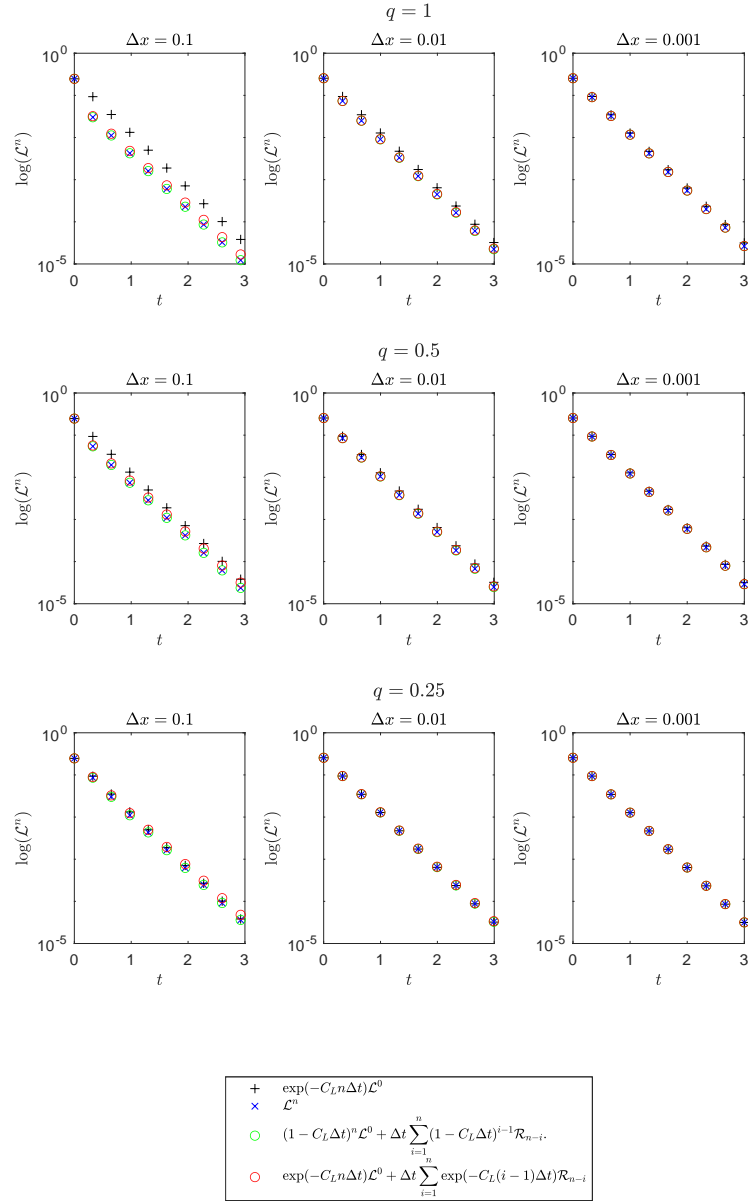 q = 1
Δx = 0.1
Δx = 0.01
Δx = 0.001
10^0
10^0
10^0
log(ℒ^n)
log(ℒ^n)
log(ℒ^n)
10^-5
10^-5
10^-5
0 1 2 3
0 1 2 3
0 1 2 3
t
t
t
q = 0.5
Δx = 0.1
Δx = 0.01
Δx = 0.001
10^0
10^0
10^0
log(ℒ^n)
log(ℒ^n)
log(ℒ^n)
10^-5
10^-5
10^-5
0 1 2 3
0 1 2 3
0 1 2 3
t
t
t
q = 0.25
Δx = 0.1
Δx = 0.01
Δx = 0.001
10^0
10^0
10^0
log(ℒ^n)
log(ℒ^n)
log(ℒ^n)
10^-5
10^-5
10^-5
0 1 2 3
0 1 2 3
0 1 2 3
t
t
t
exp(−C_L nΔt)ℒ^0
ℒ^n
(1 − C_L Δt)^n ℒ^0 + Δt ∑_{i=1}^{n} (1 − C_L Δt)^{i−1} ℛ_{n−i}.
exp(−C_L nΔt)ℒ^0 + Δt ∑_{i=1}^{n} exp(−C_L(i − 1)Δt)ℛ_{n−i}